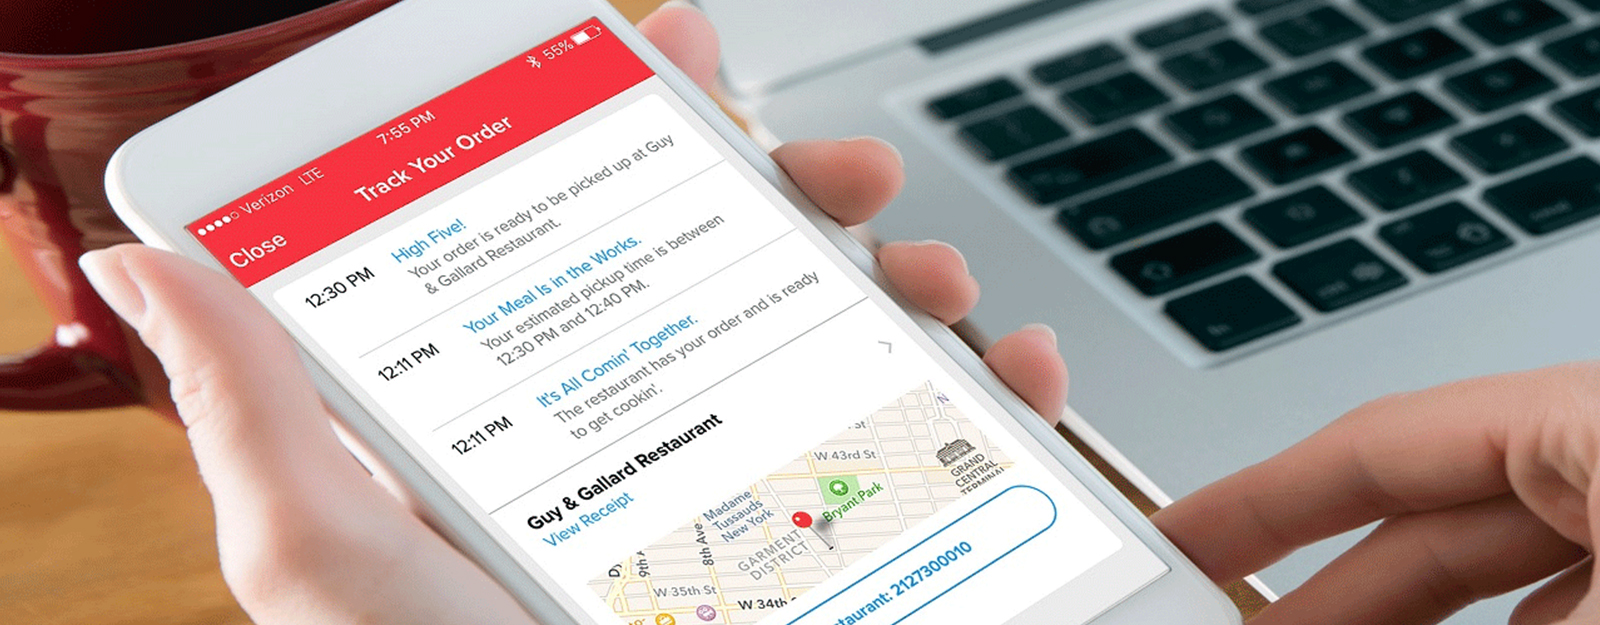 Verizon LTE
7:55 PM
55%
Close
Track Your Order
12:30 PM
High Five!
Your order is ready to be picked up at Guy
& Gallard Restaurant.
12:11 PM
Your Meal Is in the Works.
Your estimated pickup time is between
12:30 PM and 12:40 PM.
12:11 PM
It's All Comin' Together.
The restaurant has your order and is ready
to get cookin'.
Guy & Gallard Restaurant
View Receipt
W 43rd St
GRAND
CENTRAL
TERMINAL
Bryant Park
Madame
Tussauds
New York
8th Ave
9th A
GARMENT
DISTRICT
W 35th St
W 34th
staurant: 2127300010